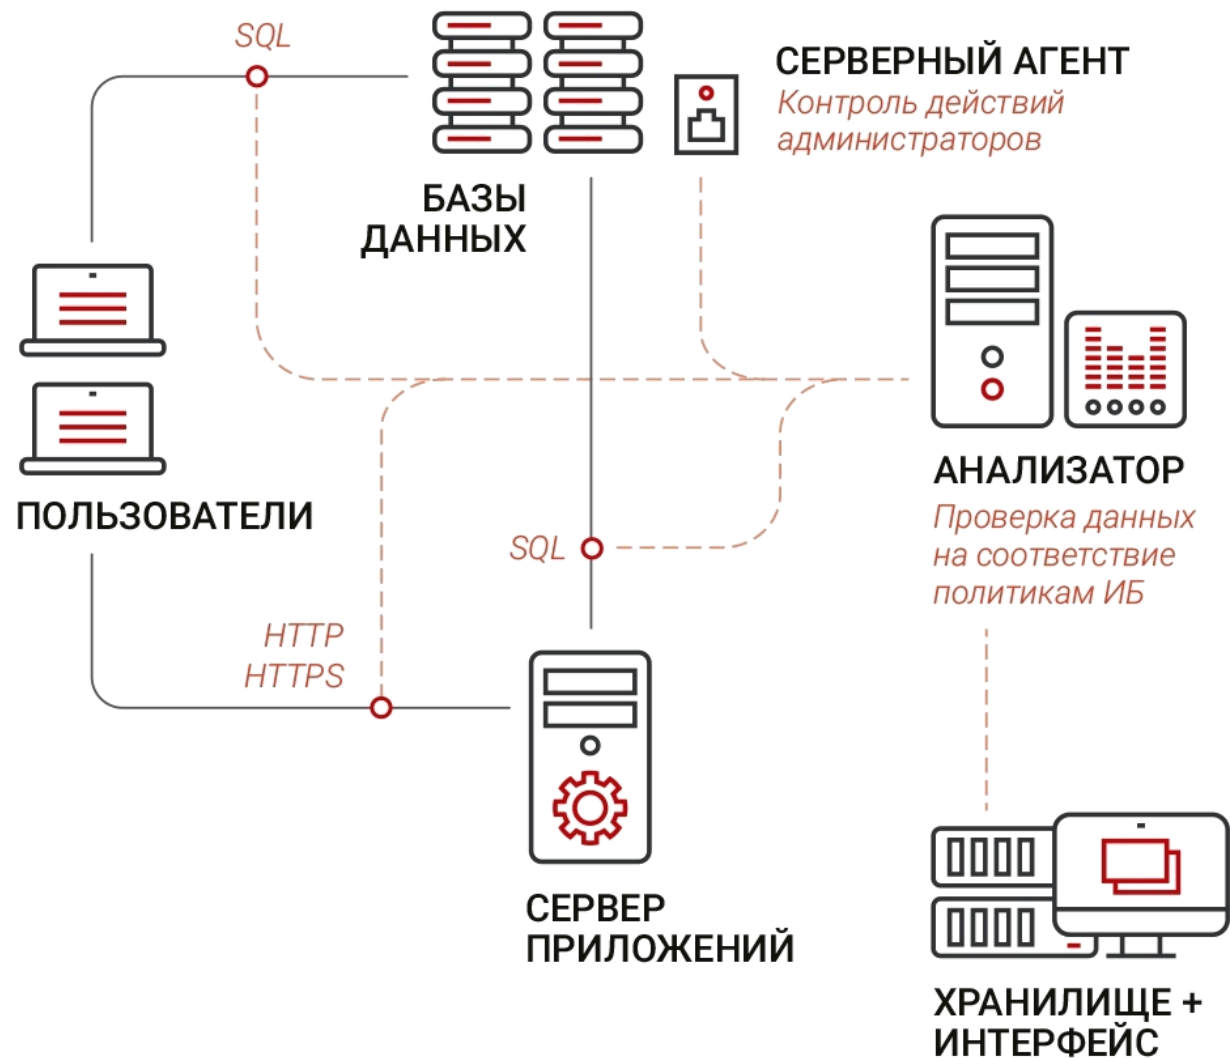 SQL
СЕРВЕРНЫЙ АГЕНТ
Контроль действий
администраторов
БАЗЫ
ДАННЫХ
АНАЛИЗАТОР
Проверка данных
на соответствие
политикам ИБ
ПОЛЬЗОВАТЕЛИ
SQL
HTTP
HTTPS
СЕРВЕР
ПРИЛОЖЕНИЙ
ХРАНИЛИЩЕ +
ИНТЕРФЕЙС